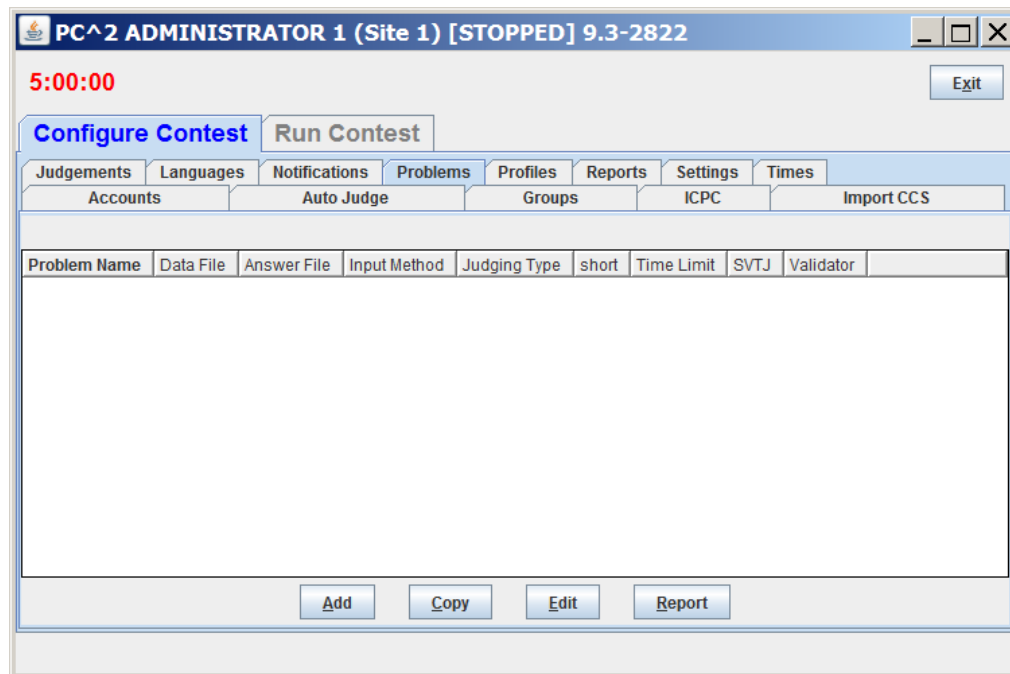 PC^2 ADMINISTRATOR 1 (Site 1) [STOPPED] 9.3-2822
5:00:00 Exit
Configure Contest Run Contest
Judgements Languages Notifications Problems Profiles Reports Settings Times
Accounts Auto Judge Groups ICPC Import CCS
Problem Name Data File Answer File Input Method Judging Type short Time Limit SVTJ Validator
Add Copy Edit Report